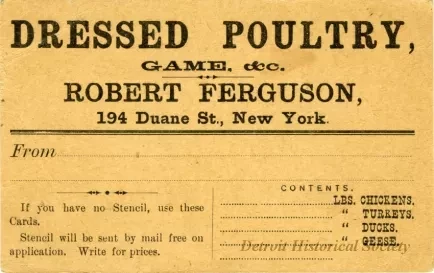 DRESSED POULTRY,
GAME, &c.
ROBERT FERGUSON,
194 Duane St., New York.
From
If you have no Stencil, use these
Cards.
Stencil will be sent by mail free on
application. Write for prices.
CONTENTS.
LBS. CHICKENS.
" TURKEYS.
" DUCKS.
" GEESE.
Detroit Historical Society